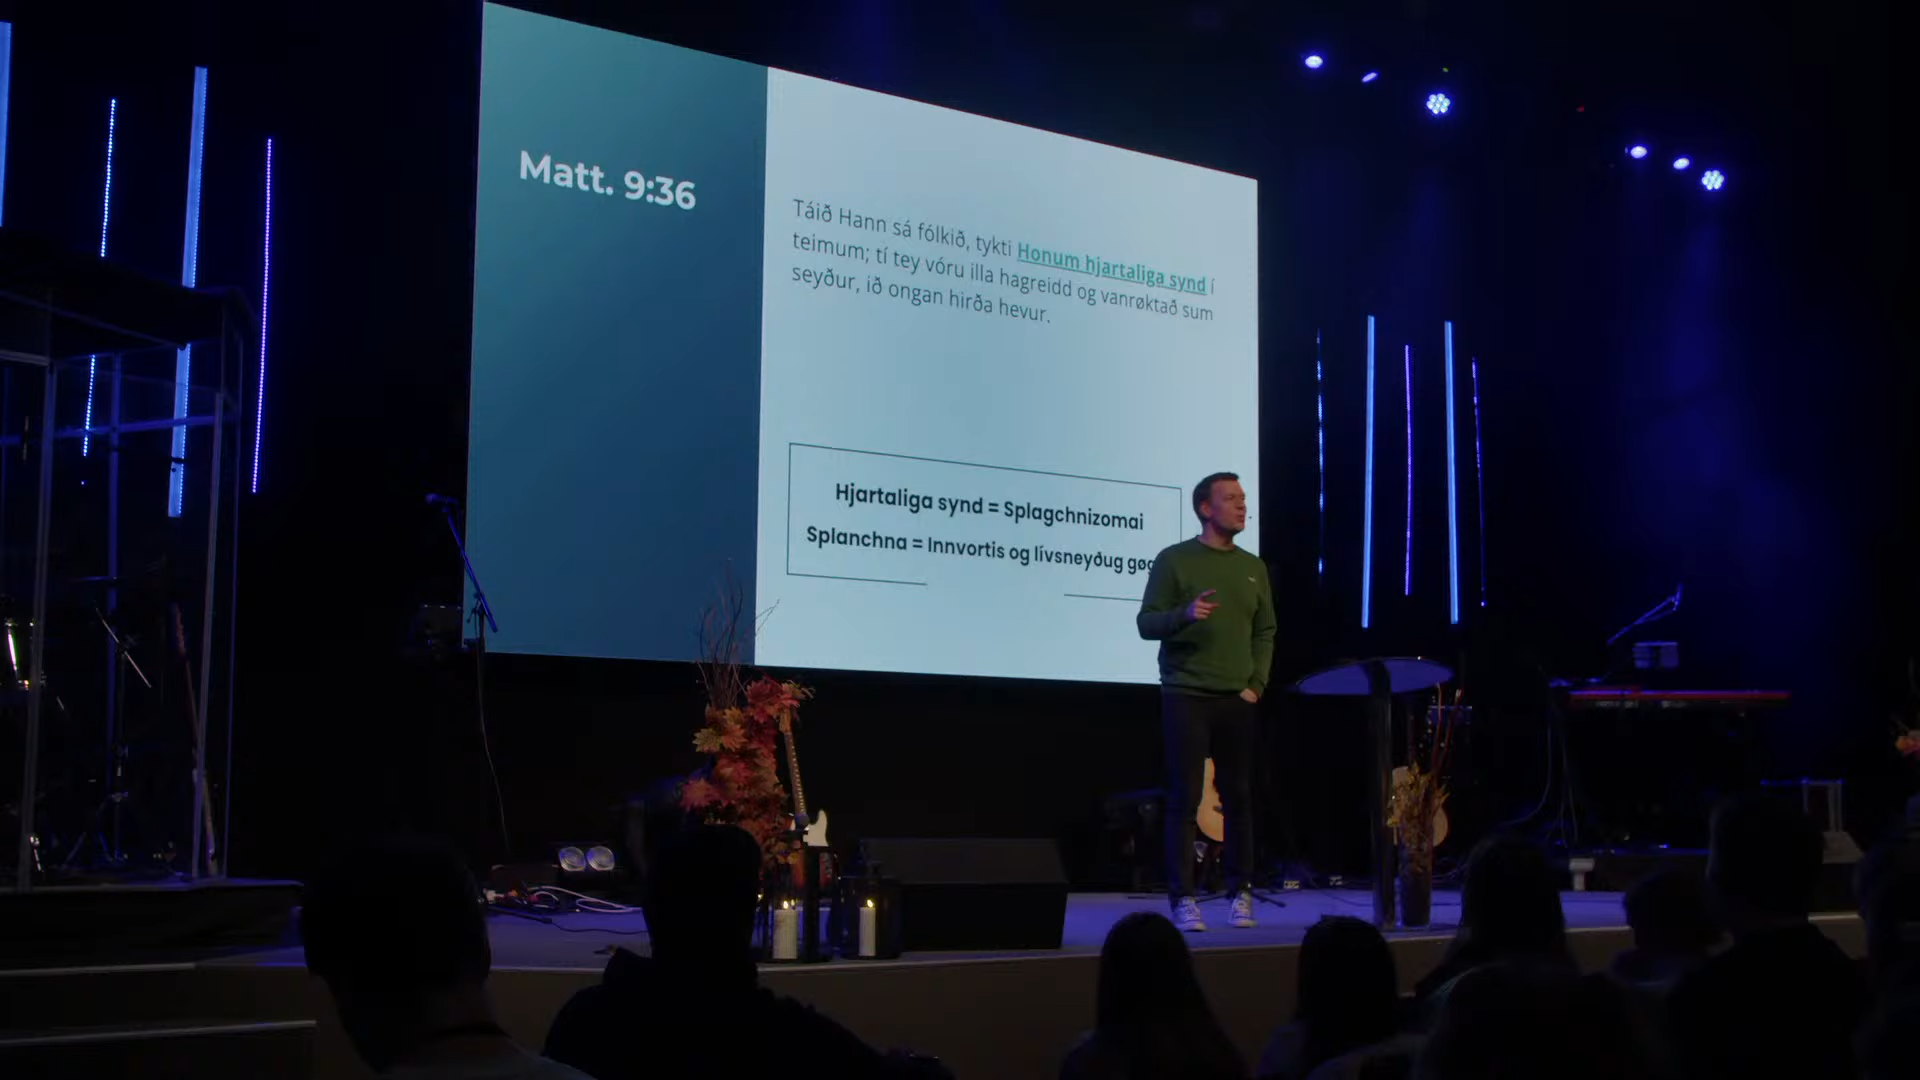 Matt. 9:36
Táið Hann sá fólkið, tykti Honum hjartaliga synd í
teimum; tí tey vóru illa hagreidd og vanrøktað sum
seyður, ið ongan hirða hevur.
Hjartaliga synd = Splagchnizomai
Splanchna = Innvortis og lívsneyðug